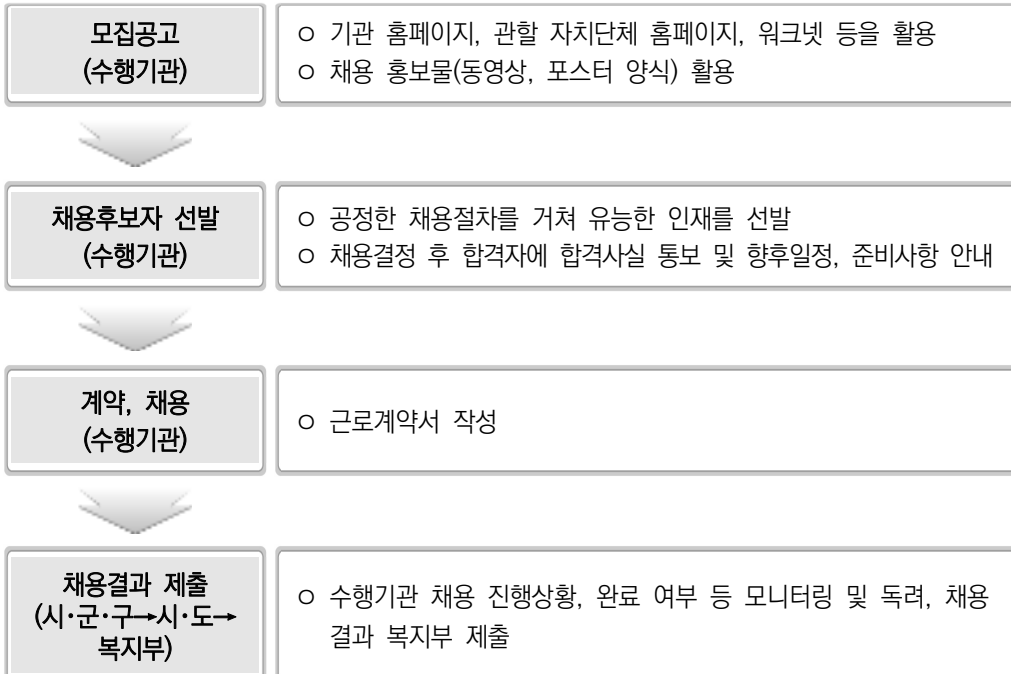 모집공고
(수행기관)
ㅇ 기관 홈페이지, 관할 자치단체 홈페이지, 워크넷 등을 활용
ㅇ 채용 홍보물(동영상, 포스터 양식) 활용
채용후보자 선발
(수행기관)
ㅇ 공정한 채용절차를 거쳐 유능한 인재를 선발
ㅇ 채용결정 후 합격자에 합격사실 통보 및 향후일정, 준비사항 안내
계약, 채용
(수행기관)
ㅇ 근로계약서 작성
채용결과 제출
(시·군·구→시·도→
복지부)
ㅇ 수행기관 채용 진행상황, 완료 여부 등 모니터링 및 독려, 채용
결과 복지부 제출